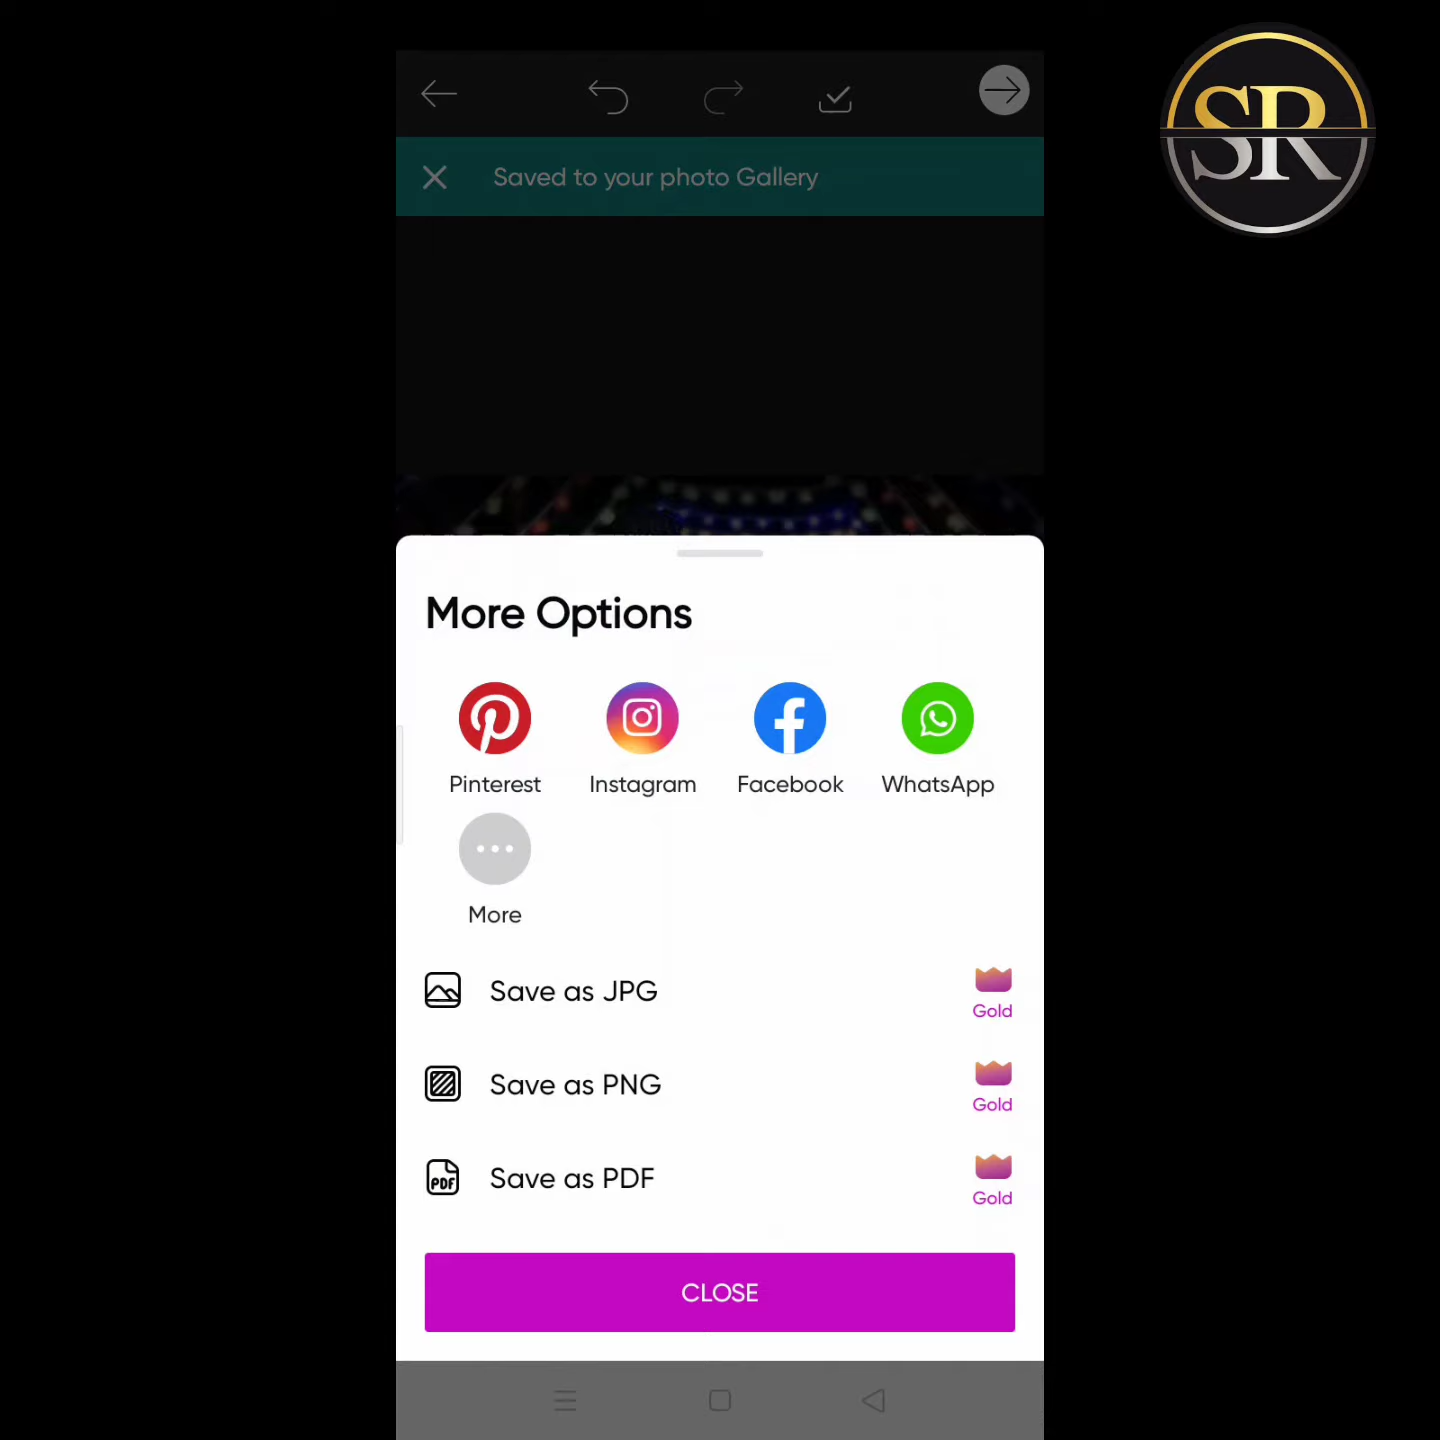 SR
Saved to your photo Gallery
More Options
Pinterest
Instagram
Facebook
WhatsApp
More
Save as JPG
Gold
Save as PNG
Gold
PDF
Save as PDF
Gold
CLOSE